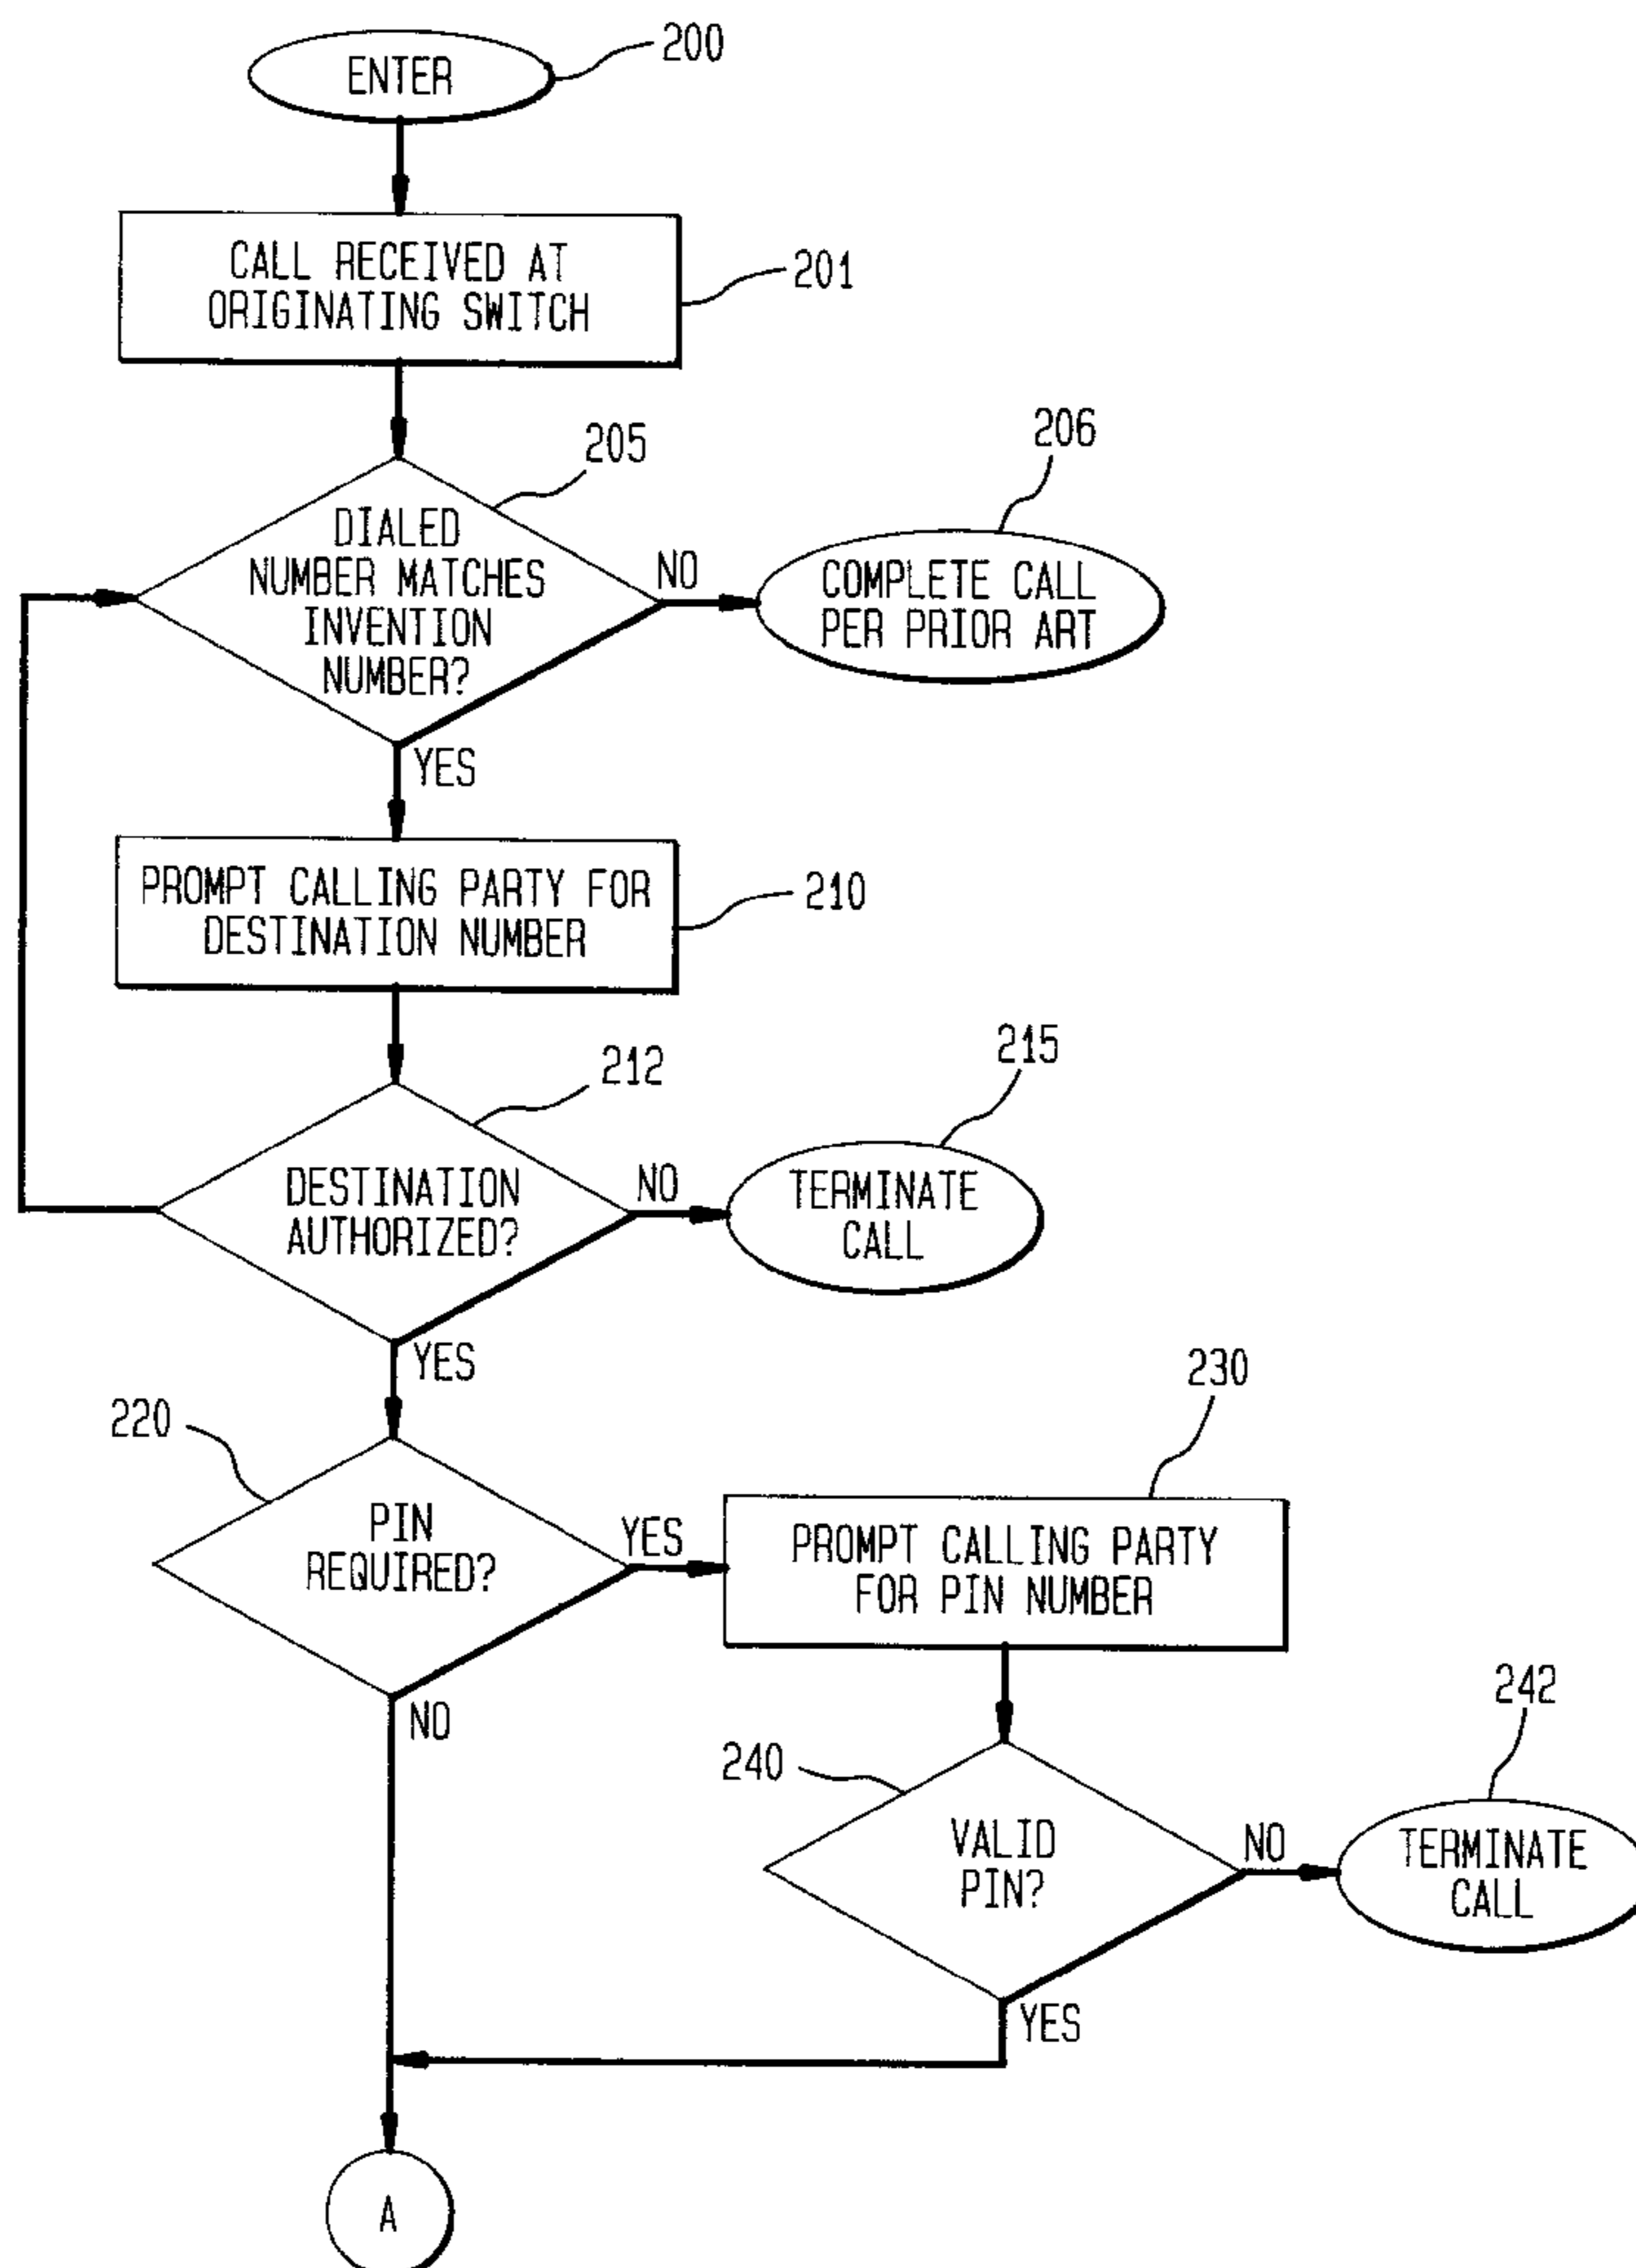 ENTER
200
CALL RECEIVED AT
ORIGINATING SWITCH
201
205
DIALED
NUMBER MATCHES
INVENTION
NUMBER?
NO
206
COMPLETE CALL
PER PRIOR ART
YES
PROMPT CALLING PARTY FOR
DESTINATION NUMBER
210
212
DESTINATION
AUTHORIZED?
NO
215
TERMINATE
CALL
YES
220
PIN
REQUIRED?
YES
230
PROMPT CALLING PARTY
FOR PIN NUMBER
NO
240
VALID
PIN?
NO
242
TERMINATE
CALL
YES
A